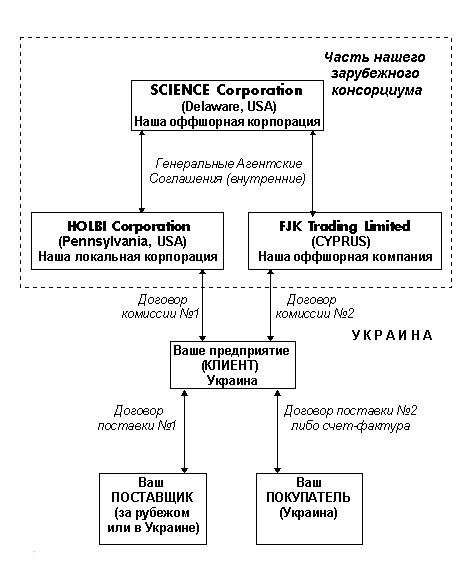 Часть нашего
зарубежного
консорциума
SCIENCE Corporation
(Delaware, USA)
Наша оффшорная корпорация
Генеральные Агентские
Соглашения (внутренние)
HOLBI Corporation
(Pennsylvania, USA)
Наша локальная корпорация
FJK Trading Limited
(CYPRUS)
Наша оффшорная компания
Договор
комиссии №1
Договор
комиссии №2
УКРАИНА
Ваше предприятие
(КЛИЕНТ)
Украина
Договор
поставки №1
Договор поставки №2
либо счет-фактура
Ваш
ПОСТАВЩИК
(за рубежом
или в Украине)
Ваш
ПОКУПАТЕЛЬ
(Украина)